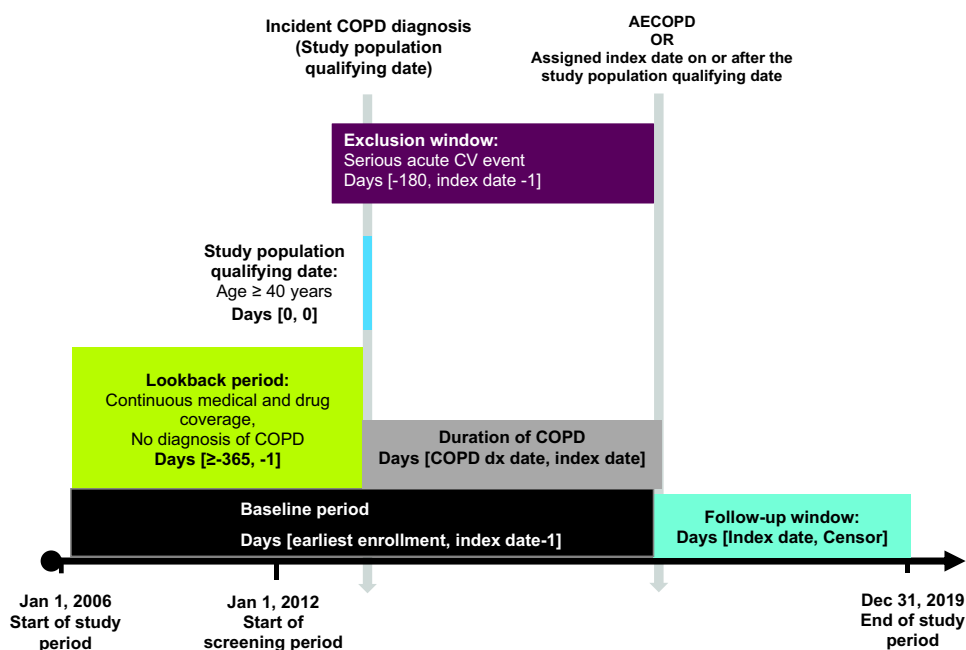 Incident COPD diagnosis
(Study population
qualifying date)
AECOPD
OR
Assigned index date on or after the
study population qualifying date
Exclusion window:
Serious acute CV event
Days [-180, index date -1]
Study population
qualifying date:
Age ≥ 40 years
Days [0, 0]
Lookback period:
Continuous medical and drug
coverage,
No diagnosis of COPD
Days [≥-365, -1]
Duration of COPD
Days [COPD dx date, index date]
Baseline period
Days [earliest enrollment, index date-1]
Follow-up window:
Days [Index date, Censor]
Jan 1, 2006
Start of study
period
Jan 1, 2012
Start of
screening period
Dec 31, 2019
End of study
period